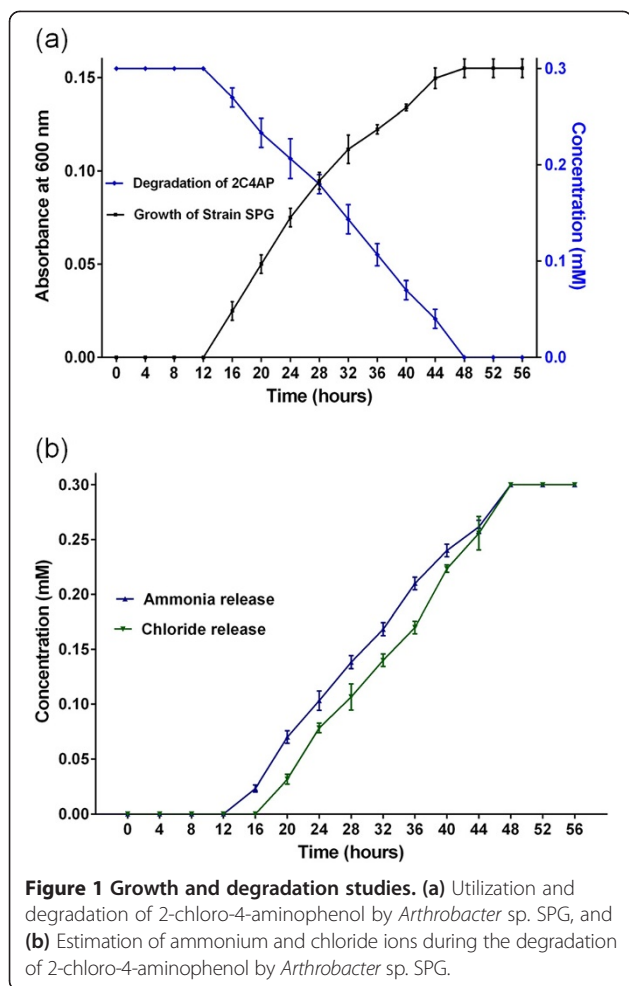 (a)
Absorbance at 600 nm
0.15
0.10
0.05
0.00
Degradation of 2C4AP
Growth of Strain SPG
0.3
0.2
0.1
0.0
Concentration (mM)
0 4 8 12 16 20 24 28 32 36 40 44 48 52 56
Time (hours)
(b)
Concentration (mM)
0.30
0.25
0.20
0.15
0.10
0.05
0.00
Ammonia release
Chloride release
0 4 8 12 16 20 24 28 32 36 40 44 48 52 56
Time (hours)
Figure 1 Growth and degradation studies. (a) Utilization and
degradation of 2-chloro-4-aminophenol by Arthrobacter sp. SPG, and
(b) Estimation of ammonium and chloride ions during the degradation
of 2-chloro-4-aminophenol by Arthrobacter sp. SPG.